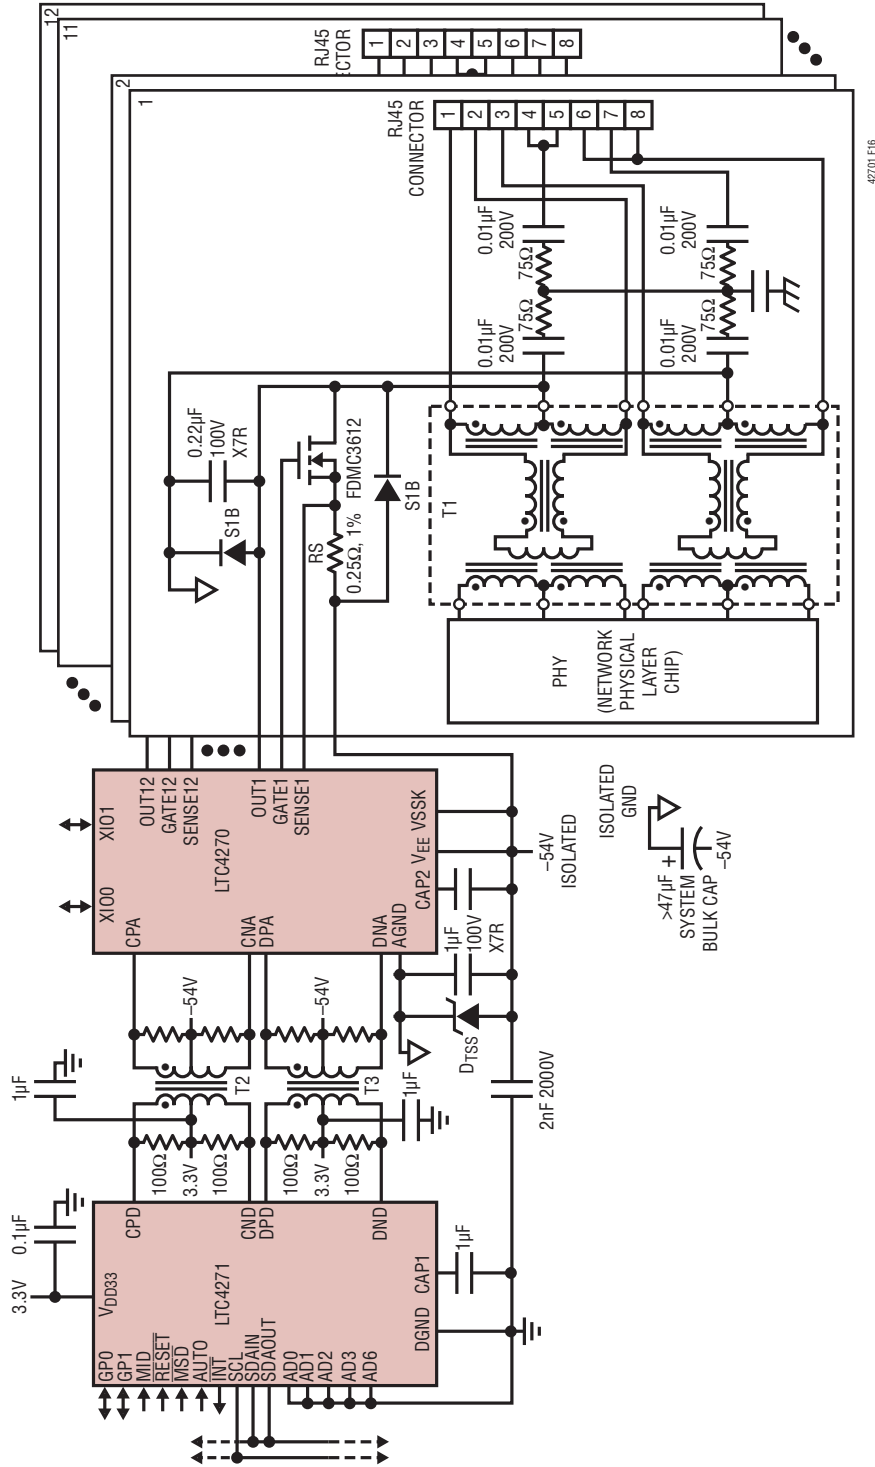 12
11
2
1
RJ45
CTOR
1
2
3
4
5
6
7
8
RJ45
CONNECTOR
1
2
3
4
5
6
7
8
0.01µF
200V
75Ω
0.01µF
200V
75Ω
0.01µF
200V
75Ω
0.01µF
200V
75Ω
0.22µF
100V
X7R
S1B
FDMC3612
RS
0.25Ω, 1%
S1B
T1
PHY
(NETWORK
PHYSICAL
LAYER
CHIP)
XIO0
XIO1
CPA
CNA
DPA
DNA
AGND
LTC4270
OUT12
GATE12
SENSE12
OUT1
GATE1
SENSE1
CAP2
VEE
VSSK
1µF
100V
X7R
DTSS
–54V
ISOLATED
ISOLATED
GND
>47µF
+
SYSTEM
BULK CAP
–54V
2nF 2000V
1µF
–54V
–54V
T2
T3
100Ω
3.3V
100Ω
100Ω
3.3V
100Ω
1µF
3.3V
0.1µF
VDD33
LTC4271
CPD
CND
DPD
DND
GP0
GP1
MID
RESET
MSD
AUTO
INT
SCL
SDAIN
SDAOUT
AD0
AD1
AD2
AD3
AD6
DGND
CAP1
1µF
42701 F16